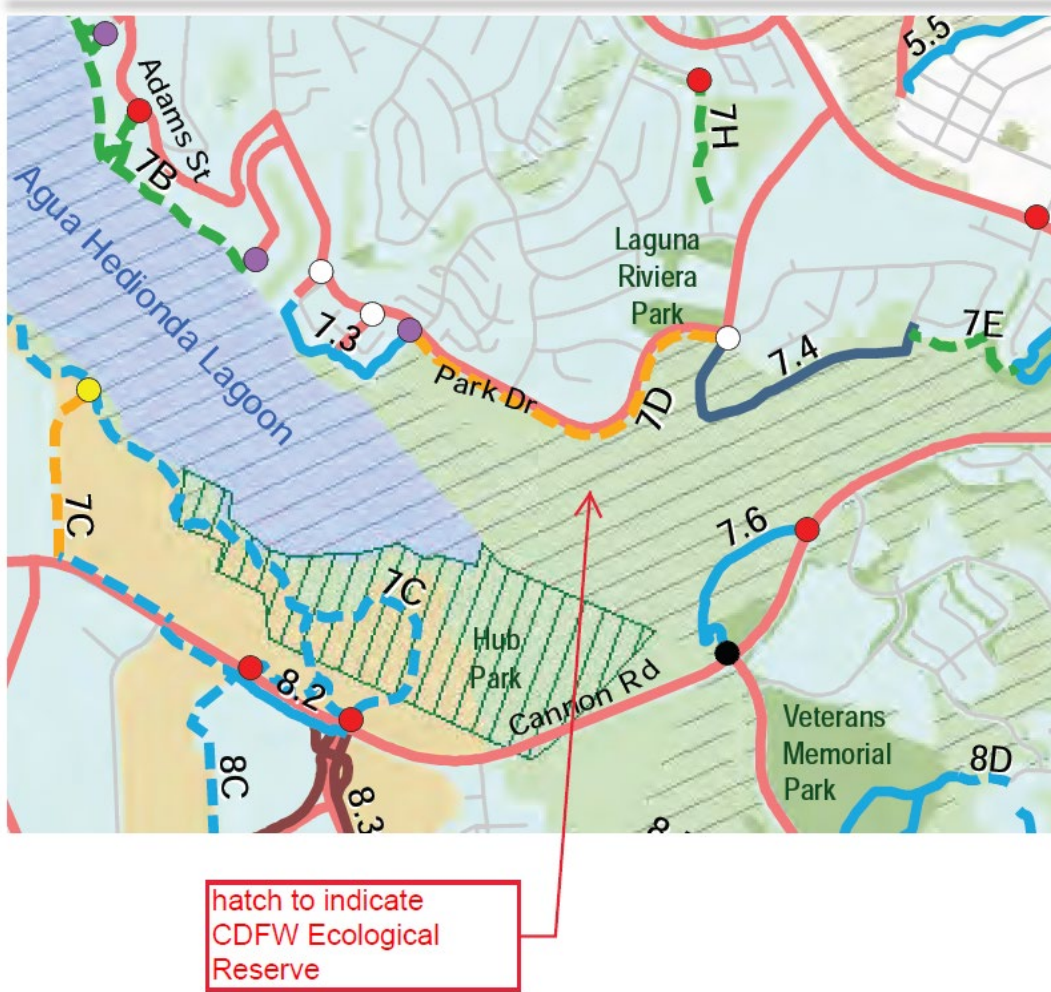 5.5
Adams St
7H
7B
Agua Hedionda Lagoon
Laguna
Riviera
Park
7.3
7E
7.4
Park Dr
7D
7C
7.6
7C
Hub
Park
Cannon Rd
8.2
Veterans
Memorial
Park
8D
8C
8.3
hatch to indicate
CDFW Ecological
Reserve